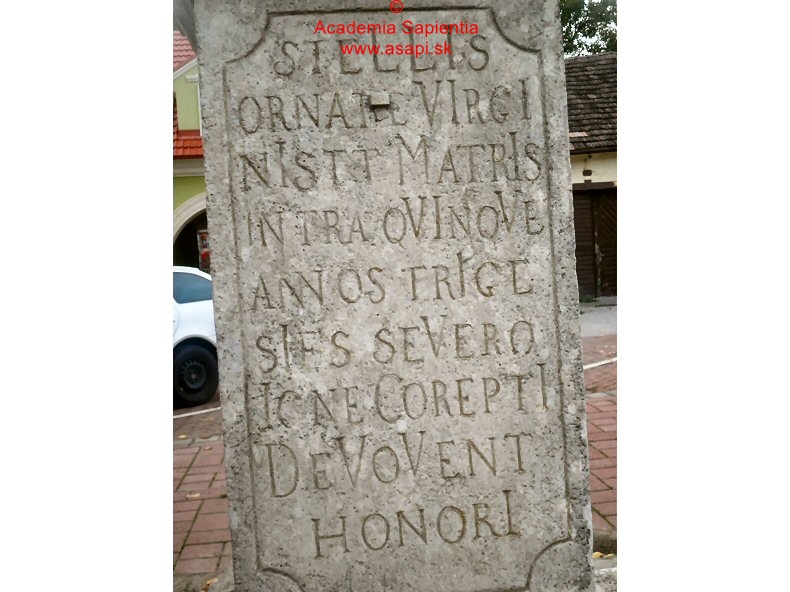 ©
Academia Sapientia
www.asapi.sk
STELLIS
ORNATE VIRGI
NIS ET MATRIS
INTRA QVINQVE
ANNOS TRIGE
SIES SEVERO
IGNE COREPTI
DEVOVENT
HONORI